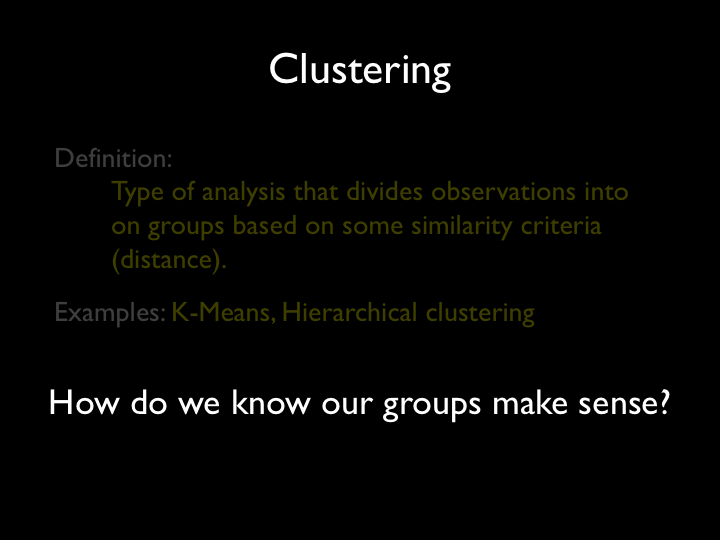 Clustering
Definition:
Type of analysis that divides observations into
on groups based on some similarity criteria
(distance).
Examples: K-Means, Hierarchical clustering
How do we know our groups make sense?